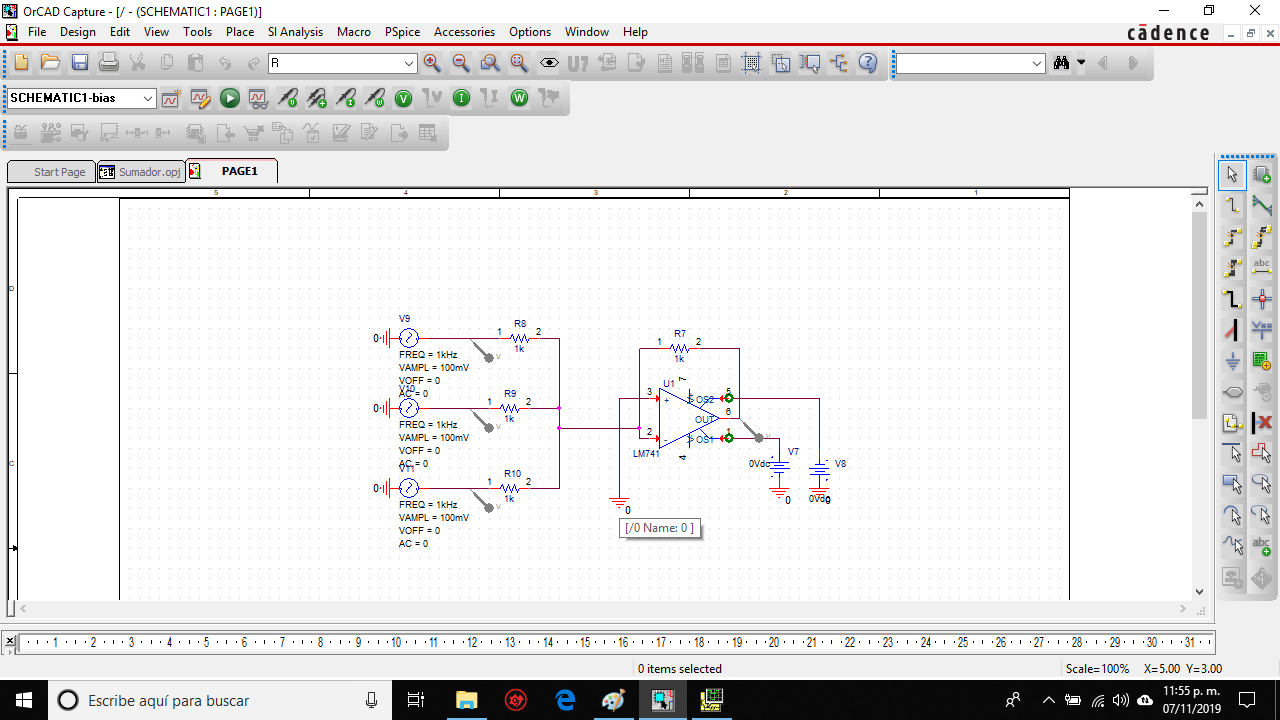 OrCAD Capture - [/ - (SCHEMATIC1 : PAGE1)]
File Design Edit View Tools Place SI Analysis Macro PSpice Accessories Options Window Help
cādence
R
U?
SCHEMATIC1-bias
V I W
Start Page Sumador.opj PAGE1
5 4 3 2 1
D
C
V9
0
FREQ = 1kHz
VAMPL = 100mV
VOFF = 0
AC = 0
1 R8 2
1k
V
V10
0
FREQ = 1kHz
VAMPL = 100mV
VOFF = 0
AC = 0
1 R9 2
1k
V
V11
0
FREQ = 1kHz
VAMPL = 100mV
VOFF = 0
AC = 0
1 R10 2
1k
V
1 R7 2
1k
U1
7
3 + OS2 5
OUT 6
2 - OS1 1
LM741
4
V7
0Vdc
0
V8
0Vdc
0
0
[/0 Name: 0 ]
abc
abc
1 2 3 4 5 6 7 8 9 10 11 12 13 14 15 16 17 18 19 20 21 22 23 24 25 26 27 28 29 30 31
0 items selected
Scale=100% X=5.00 Y=3.00
Escribe aquí para buscar
11:55 p. m.
07/11/2019